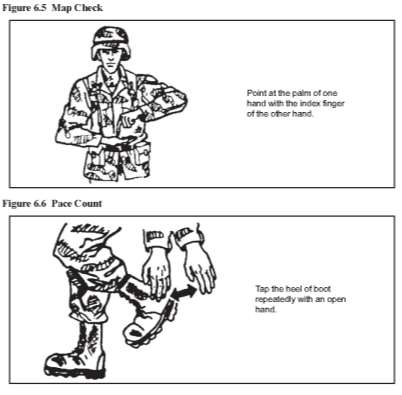 Figure 6.5 Map Check
Point at the palm of one
hand with the index finger
of the other hand.
Figure 6.6 Pace Count
Tap the heel of boot
repeatedly with an open
hand.